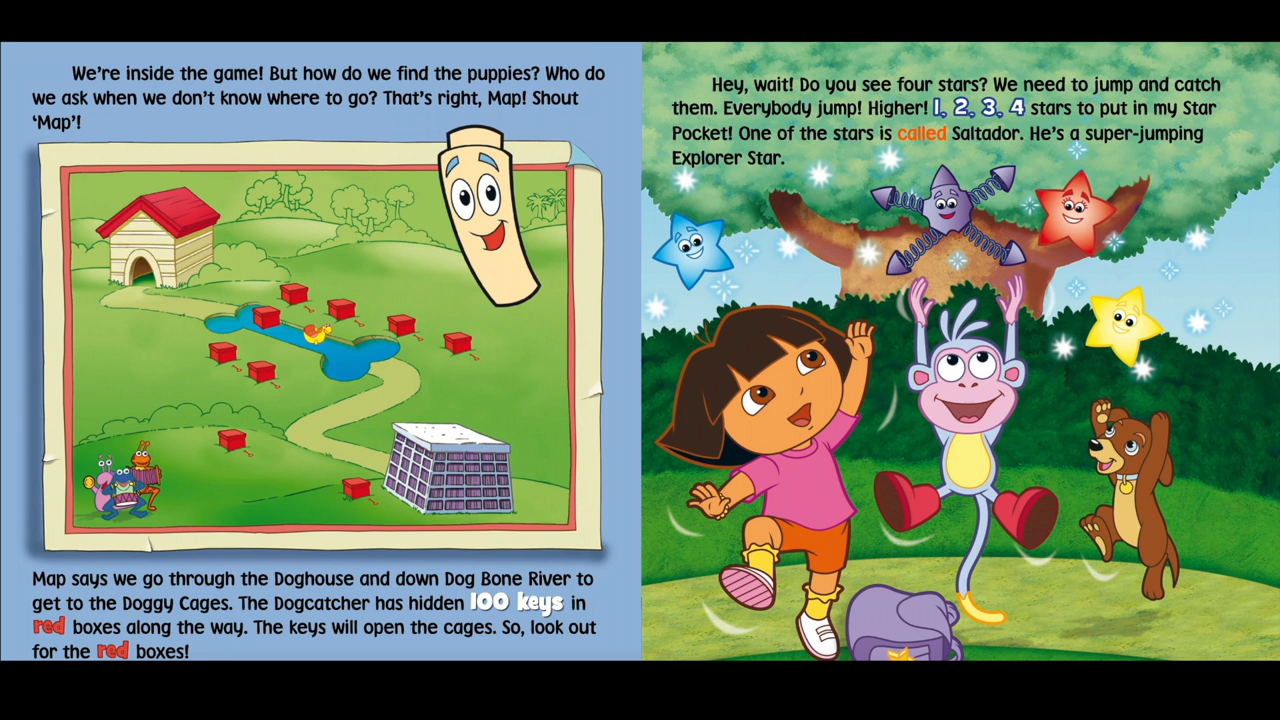 We're inside the game! But how do we find the puppies? Who do
we ask when we don't know where to go? That's right, Map! Shout
'Map'!
Map says we go through the Doghouse and down Dog Bone River to
get to the Doggy Cages. The Dogcatcher has hidden 100 keys in
red boxes along the way. The keys will open the cages. So, look out
for the red boxes!
Hey, wait! Do you see four stars? We need to jump and catch
them. Everybody jump! Higher! 1, 2, 3, 4 stars to put in my Star
Pocket! One of the stars is called Saltador. He's a super-jumping
Explorer Star.